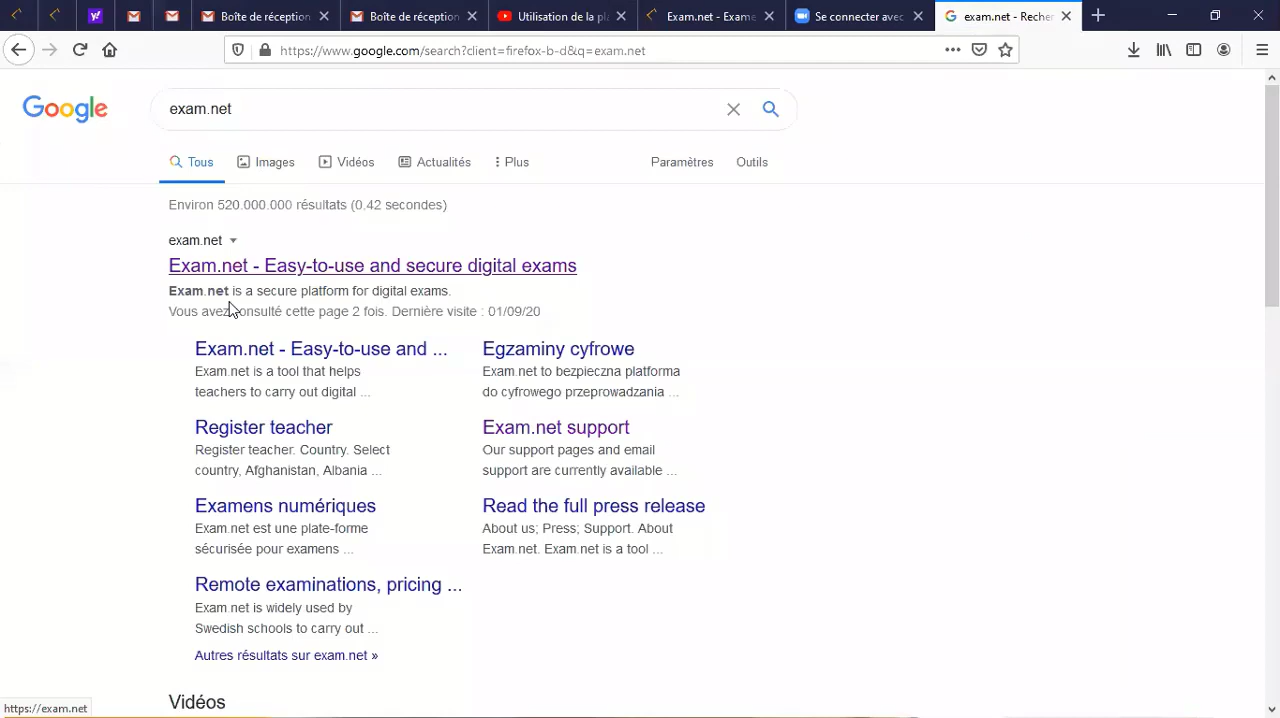 Boîte de réception
Boîte de réception
Utilisation de la pl
Exam.net - Exame
Se connecter avec
exam.net - Recher
https://www.google.com/search?client=firefox-b-d&q=exam.net
Google
exam.net
Tous
Images
Vidéos
Actualités
Plus
Paramètres
Outils
Environ 520.000.000 résultats (0,42 secondes)
exam.net
Exam.net - Easy-to-use and secure digital exams
Exam.net is a secure platform for digital exams.
Vous avez consulté cette page 2 fois. Dernière visite : 01/09/20
Exam.net - Easy-to-use and ...
Exam.net is a tool that helps
teachers to carry out digital ...
Egzaminy cyfrowe
Exam.net to bezpieczna platforma
do cyfrowego przeprowadzania ...
Register teacher
Register teacher. Country. Select
country, Afghanistan, Albania ...
Exam.net support
Our support pages and email
support are currently available ...
Examens numériques
Exam.net est une plate-forme
sécurisée pour examens ...
Read the full press release
About us; Press; Support. About
Exam.net. Exam.net is a tool ...
Remote examinations, pricing ...
Exam.net is widely used by
Swedish schools to carry out ...
Autres résultats sur exam.net »
Vidéos
https://exam.net